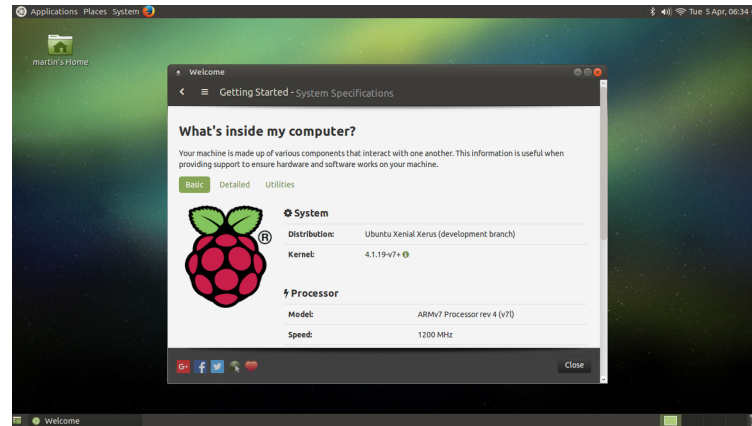 Applications Places System
Tue 5 Apr, 06:34
martin's Home
Welcome
Getting Started - System Specifications
What's inside my computer?
Your machine is made up of various components that interact with one another. This information is useful when
providing support to ensure hardware and software works on your machine.
Basic Detailed Utilities
System
Distribution: Ubuntu Xenial Xerus (development branch)
Kernel: 4.1.19-v7+
®
Processor
Model: ARMv7 Processor rev 4 (v7l)
Speed: 1200 MHz
G+ f
Close
Welcome